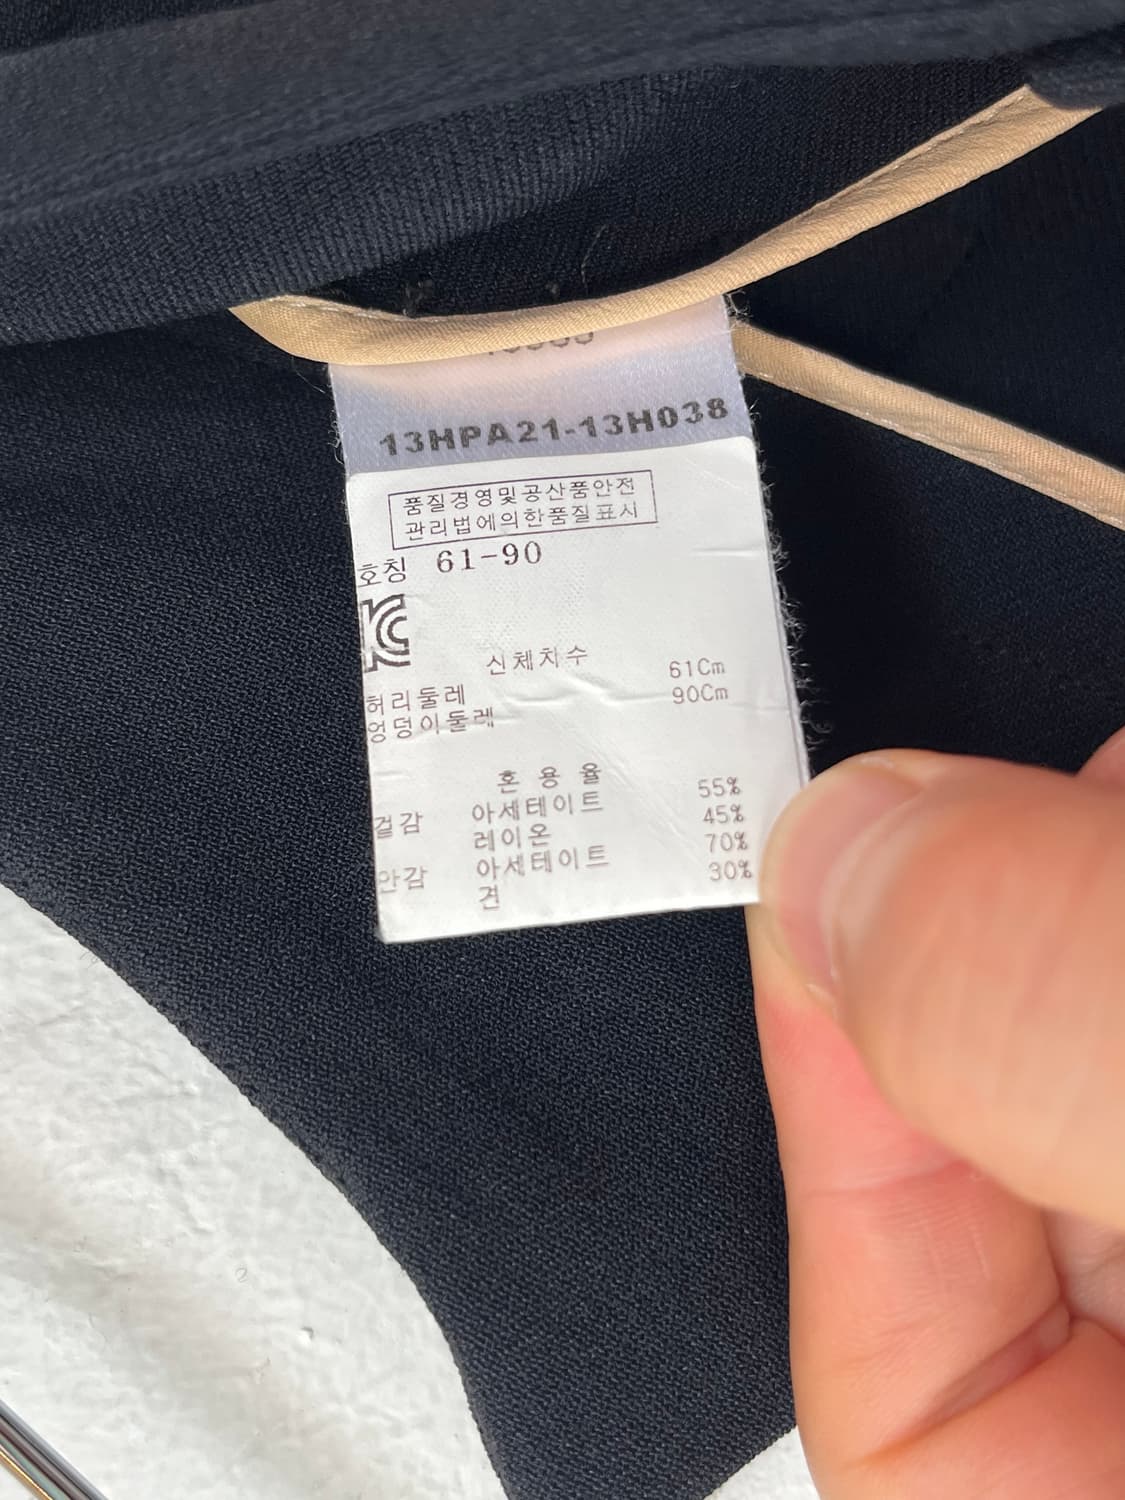 13HPA21-13H038
품질경영및공산품안전
관리법에의한품질표시
호칭 61-90
신체치수
허리둘레 61Cm
엉덩이둘레 90Cm
혼 용 율
겉감 아세테이트 55%
레이온 45%
안감 아세테이트 70%
견 30%